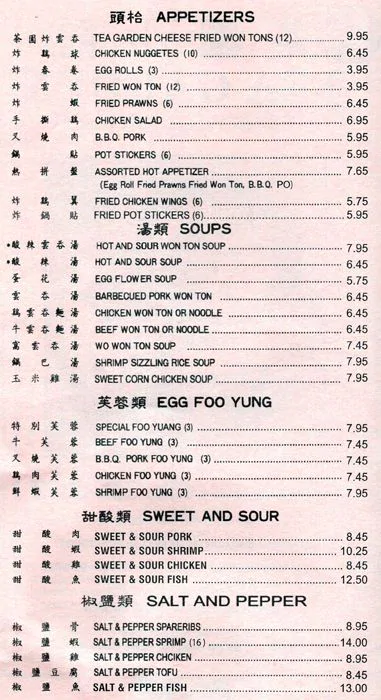 頭枱 APPETIZERS
茶園炸雲吞 TEA GARDEN CHEESE FRIED WON TONS (12) 9.95
炸鷄球 CHICKEN NUGGETES (10) 6.45
炸春卷 EGG ROLLS (3) 3.95
炸雲吞 FRIED WON TON (12) 3.95
炸蝦 FRIED PRAWNS (6) 6.45
手撕鷄 CHICKEN SALAD 6.95
叉燒肉 B.B.Q. PORK 5.95
鍋貼 POT STICKERS (6) 5.95
熱拼盤 ASSORTED HOT APPETIZER 7.65
(Egg Roll Fried Prawns Fried Won Ton, B.B.Q. PO)
炸鷄翼 FRIED CHICKEN WINGS (6) 5.75
炸鍋貼 FRIED POT STICKERS (6) 5.95
湯類 SOUPS
•酸辣雲吞湯 HOT AND SOUR WON TON SOUP 7.95
•酸辣湯 HOT AND SOUR SOUP 6.45
蛋花湯 EGG FLOWER SOUP 5.75
雲吞湯 BARBECUED PORK WON TON 6.45
鷄雲吞麵湯 CHICKEN WON TON OR NOODLE 6.45
牛雲吞麵湯 BEEF WON TON OR NOODLE 6.45
窩雲吞湯 WO WON TON SOUP 7.45
鍋巴湯 SHRIMP SIZZLING RICE SOUP 7.95
玉米雞湯 SWEET CORN CHICKEN SOUP 7.95
芙蓉類 EGG FOO YUNG
特別芙蓉 SPECIAL FOO YUANG (3) 7.95
牛芙蓉 BEEF FOO YUNG (3) 7.45
叉燒芙蓉 B.B.Q. PORK FOO YUNG (3) 7.45
鷄肉芙蓉 CHICKEN FOO YUNG (3) 7.45
鮮蝦芙蓉 SHRIMP FOO YUNG (3) 7.95
甜酸類 SWEET AND SOUR
甜酸肉 SWEET & SOUR PORK 8.45
甜酸蝦 SWEET & SOUR SHRIMP 10.25
甜酸雞 SWEET & SOUR CHICKEN 8.45
甜酸魚 SWEET & SOUR FISH 12.50
椒鹽類 SALT AND PEPPER
椒鹽骨 SALT & PEPPER SPARERIBS 8.95
椒鹽蝦 SALT & PEPPER SPRIMP (16) 14.00
椒鹽雞 SALT & PEPPER CHCIKEN 8.95
椒鹽豆腐 SALT & PEPPER TOFU 8.45
椒鹽魚 SALT & PEPPER FISH 13.00